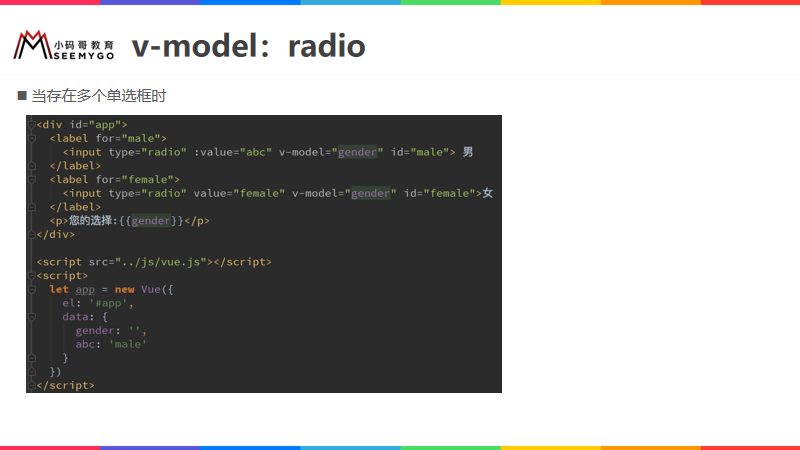 小码哥教育
SEEMYGO
v-model：radio
■ 当存在多个单选框时
<div id="app">
  <label for="male">
    <input type="radio" :value="abc" v-model="gender" id="male"> 男
  </label>
  <label for="female">
    <input type="radio" value="female" v-model="gender" id="female">女
  </label>
  <p>您的选择:{{gender}}</p>
</div>
<script src="../js/vue.js"></script>
<script>
  let app = new Vue({
    el: '#app',
    data: {
      gender: '',
      abc: 'male'
    }
  })
</script>